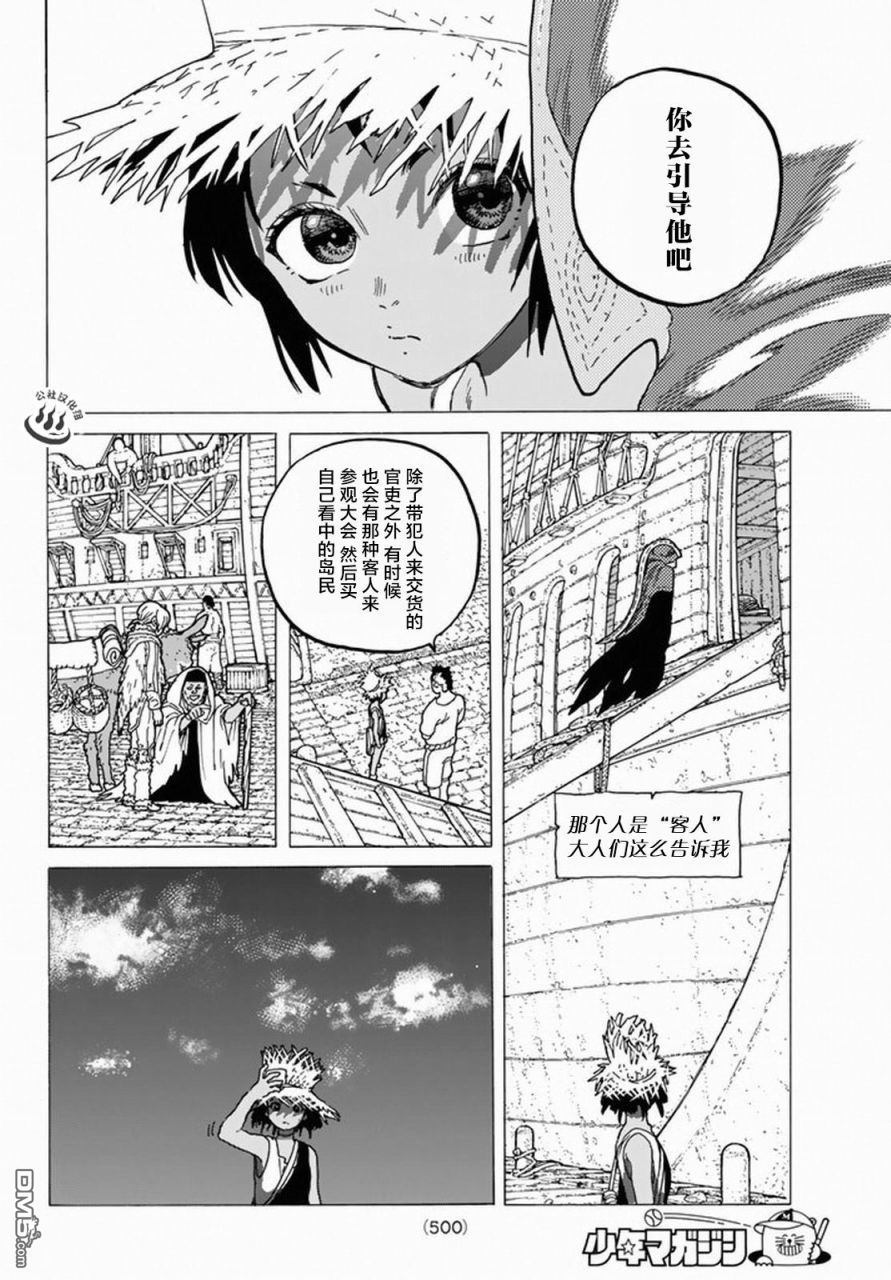 你去引导他吧
公社汉化组
那个人是“客人”
大人们这么告诉我
除了带犯人来交货的
官吏之外 有时候
也会有那种客人来
参观大会 然后买
自己看中的岛民
(500)
少年マガジン
DM5.com